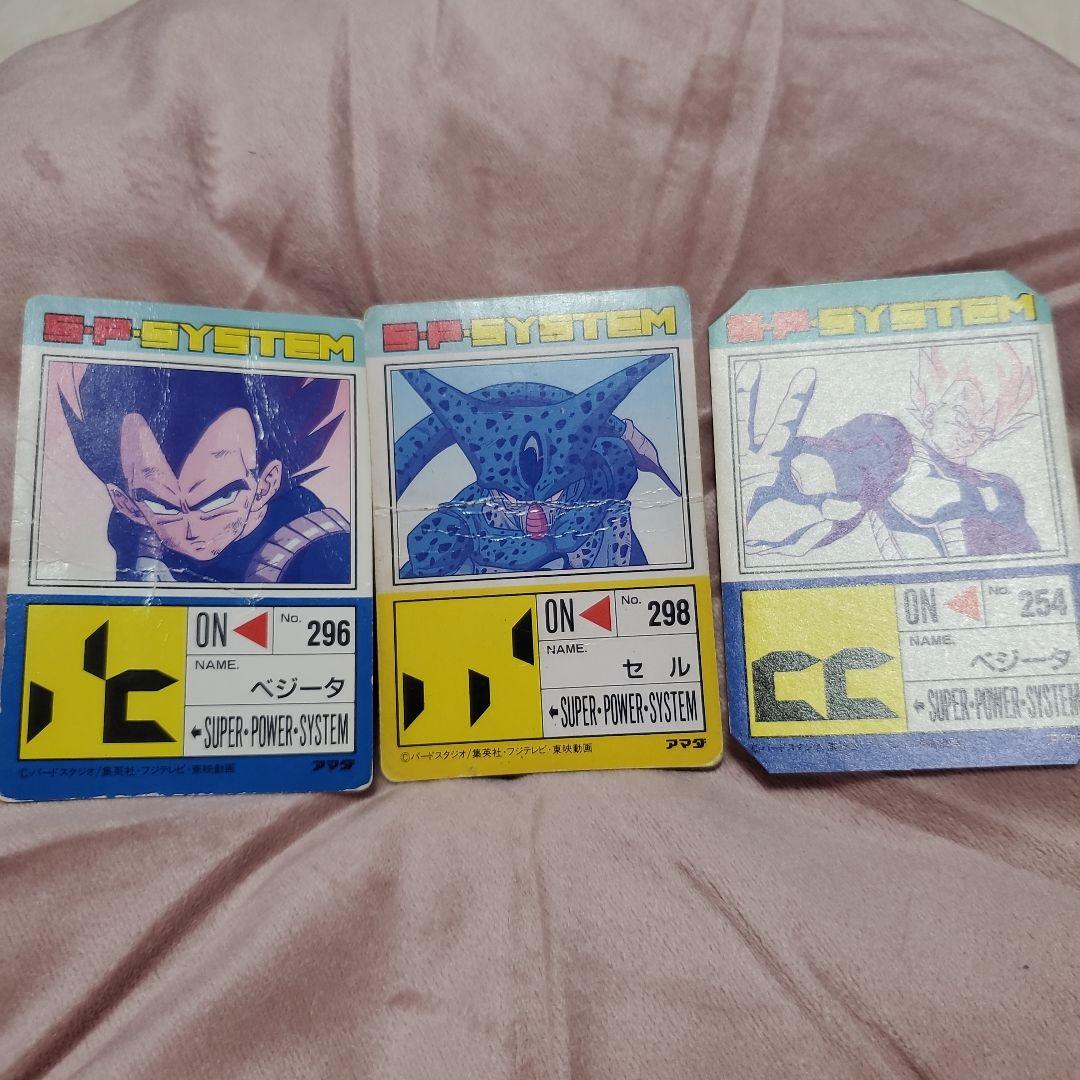 S·P·SYSTEM
ON
No. 296
NAME.
ベジータ
←SUPER·POWER·SYSTEM
©バードスタジオ/集英社・フジテレビ・東映動画
アマダ
S·P·SYSTEM
ON
No. 298
NAME.
セル
←SUPER·POWER·SYSTEM
©バードスタジオ/集英社・フジテレビ・東映動画
アマダ
S·P·SYSTEM
ON
No. 254
NAME.
ベジータ
←SUPER·POWER·SYSTEM
アマダ